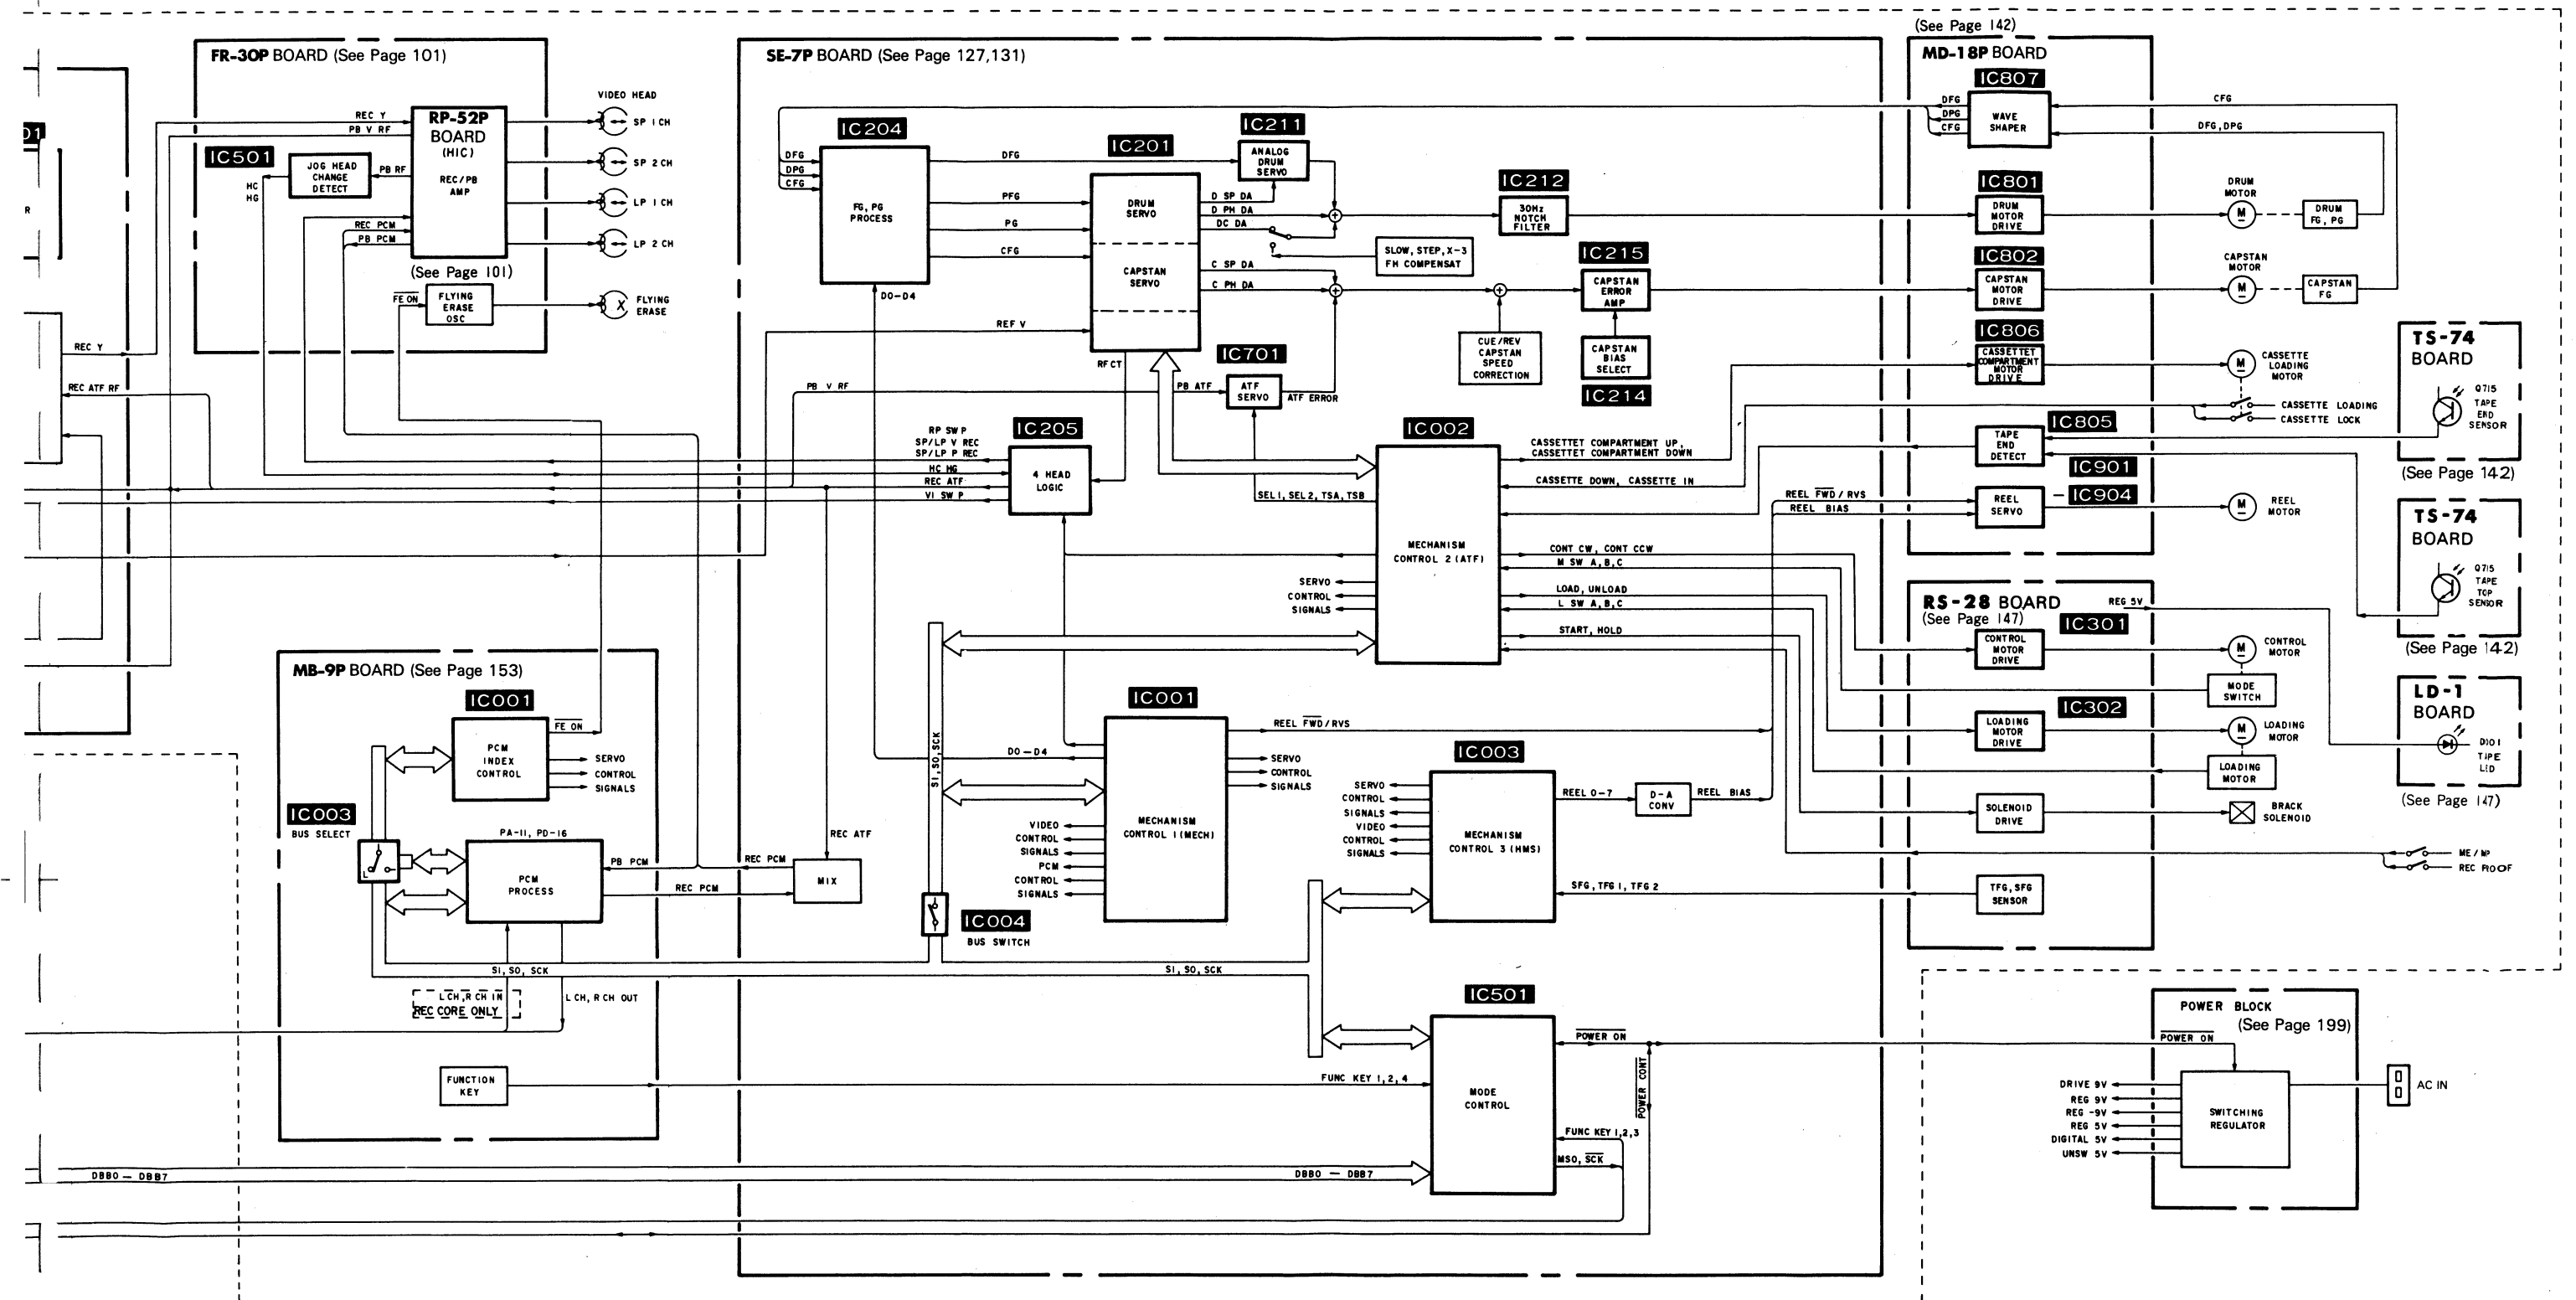 FR-30P BOARD (See Page 101)
RP-52P
BOARD
(HIC)
REC/PB
AMP
(See Page 101)
IC501
JOG HEAD
CHANGE
DETECT
HC
HG
REC Y
PB V RF
PB RF
REC PCM
PB PCM
FE ON
FLYING
ERASE
OSC
VIDEO HEAD
SP 1 CH
SP 2 CH
LP 1 CH
LP 2 CH
FLYING
ERASE
01
R
REC Y
REC ATF RF
SE-7P BOARD (See Page 127,131)
IC204
DFG
DPG
CFG
FG, PG
PROCESS
D0-D4
DFG
PFG
PG
CFG
REF V
IC201
DRUM
SERVO
CAPSTAN
SERVO
RFCT
IC211
ANALOG
DRUM
SERVO
D SP DA
D PH DA
DC DA
C SP DA
C PH DA
SLOW, STEP, X-3
FH COMPENSAT
IC212
30Hz
NOTCH
FILTER
IC215
CAPSTAN
ERROR
AMP
CAPSTAN
BIAS
SELECT
IC214
CUE/REV
CAPSTAN
SPEED
CORRECTION
IC701
PB V RF
PB ATF
ATF
SERVO
ATF ERROR
IC205
4 HEAD
LOGIC
RP SW P
SP/LP V REC
SP/LP P REC
HC HG
REC ATF
VI SW P
SEL1, SEL2, TSA, TSB
IC002
MECHANISM
CONTROL 2 (ATF)
SERVO
CONTROL
SIGNALS
CASSETTET COMPARTMENT UP,
CASSETTET COMPARTMENT DOWN
CASSETTE DOWN, CASSETTE IN
REEL FWD / RVS
REEL BIAS
CONT CW, CONT CCW
M SW A,B,C
LOAD, UNLOAD
L SW A,B,C
START, HOLD
IC001
MECHANISM
CONTROL 1 (MECH)
REEL FWD/RVS
SERVO
CONTROL
SIGNALS
D0-D4
VIDEO
CONTROL
SIGNALS
PCM
CONTROL
SIGNALS
SI, SO, SCK
IC003
MECHANISM
CONTROL 3 (HMS)
SERVO
CONTROL
SIGNALS
VIDEO
CONTROL
SIGNALS
REEL 0-7
D-A
CONV
REEL BIAS
SFG, TFG 1, TFG 2
REC ATF
REC PCM
MIX
IC004
BUS SWITCH
SI, SO, SCK
IC501
MODE
CONTROL
POWER ON
POWER CONT
FUNC KEY 1, 2, 4
FUNC KEY 1,2,3
MSO, SCK
DBB0 — DBB7
MB-9P BOARD (See Page 153)
IC001
PCM
INDEX
CONTROL
FE ON
SERVO
CONTROL
SIGNALS
IC003
BUS SELECT
L
PA-11, PD-16
PCM
PROCESS
PB PCM
REC PCM
SI, SO, SCK
L CH, R CH IN
REC CORE ONLY
L CH, R CH OUT
FUNCTION
KEY
DBB0 — DBB7
(See Page 142)
MD-18P BOARD
IC807
WAVE
SHAPER
DFG
DPG
CFG
CFG
DFG, DPG
IC801
DRUM
MOTOR
DRIVE
DRUM
MOTOR
M
DRUM
FG, PG
IC802
CAPSTAN
MOTOR
DRIVE
CAPSTAN
MOTOR
M
CAPSTAN
FG
IC806
CASSETTET
COMPARTMENT
MOTOR
DRIVE
M
CASSETTE
LOADING
MOTOR
CASSETTE LOADING
CASSETTE LOCK
IC805
TAPE
END
DETECT
IC901
- IC904
REEL
SERVO
M
REEL
MOTOR
TS-74
BOARD
Q715
TAPE
END
SENSOR
(See Page 142)
TS-74
BOARD
Q715
TAPE
TOP
SENSOR
(See Page 142)
LD-1
BOARD
(See Page 147)
RS-28 BOARD
(See Page 147)
REG 5V
IC301
CONTROL
MOTOR
DRIVE
M
CONTROL
MOTOR
MODE
SWITCH
IC302
LOADING
MOTOR
DRIVE
M
LOADING
MOTOR
LOADING
MOTOR
SOLENOID
DRIVE
BRACK
SOLENOID
ME / MP
REC
TFG, SFG
SENSOR
POWER BLOCK
(See Page 199)
POWER ON
SWITCHING
REGULATOR
DRIVE 9V
REG 9V
REG -9V
REG 5V
DIGITAL 5V
UNSW 5V
AC IN